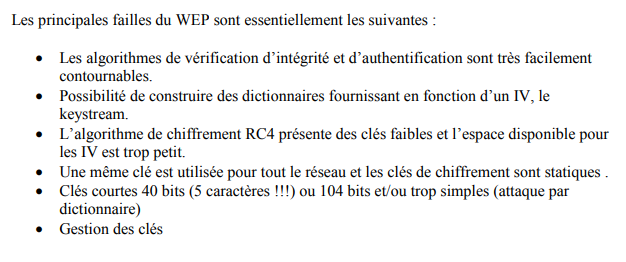 Les principales failles du WEP sont essentiellement les suivantes :
• Les algorithmes de vérification d'intégrité et d'authentification sont très facilement
contournables.
• Possibilité de construire des dictionnaires fournissant en fonction d'un IV, le
keystream.
• L'algorithme de chiffrement RC4 présente des clés faibles et l'espace disponible pour
les IV est trop petit.
• Une même clé est utilisée pour tout le réseau et les clés de chiffrement sont statiques .
• Clés courtes 40 bits (5 caractères !!!) ou 104 bits et/ou trop simples (attaque par
dictionnaire)
• Gestion des clés